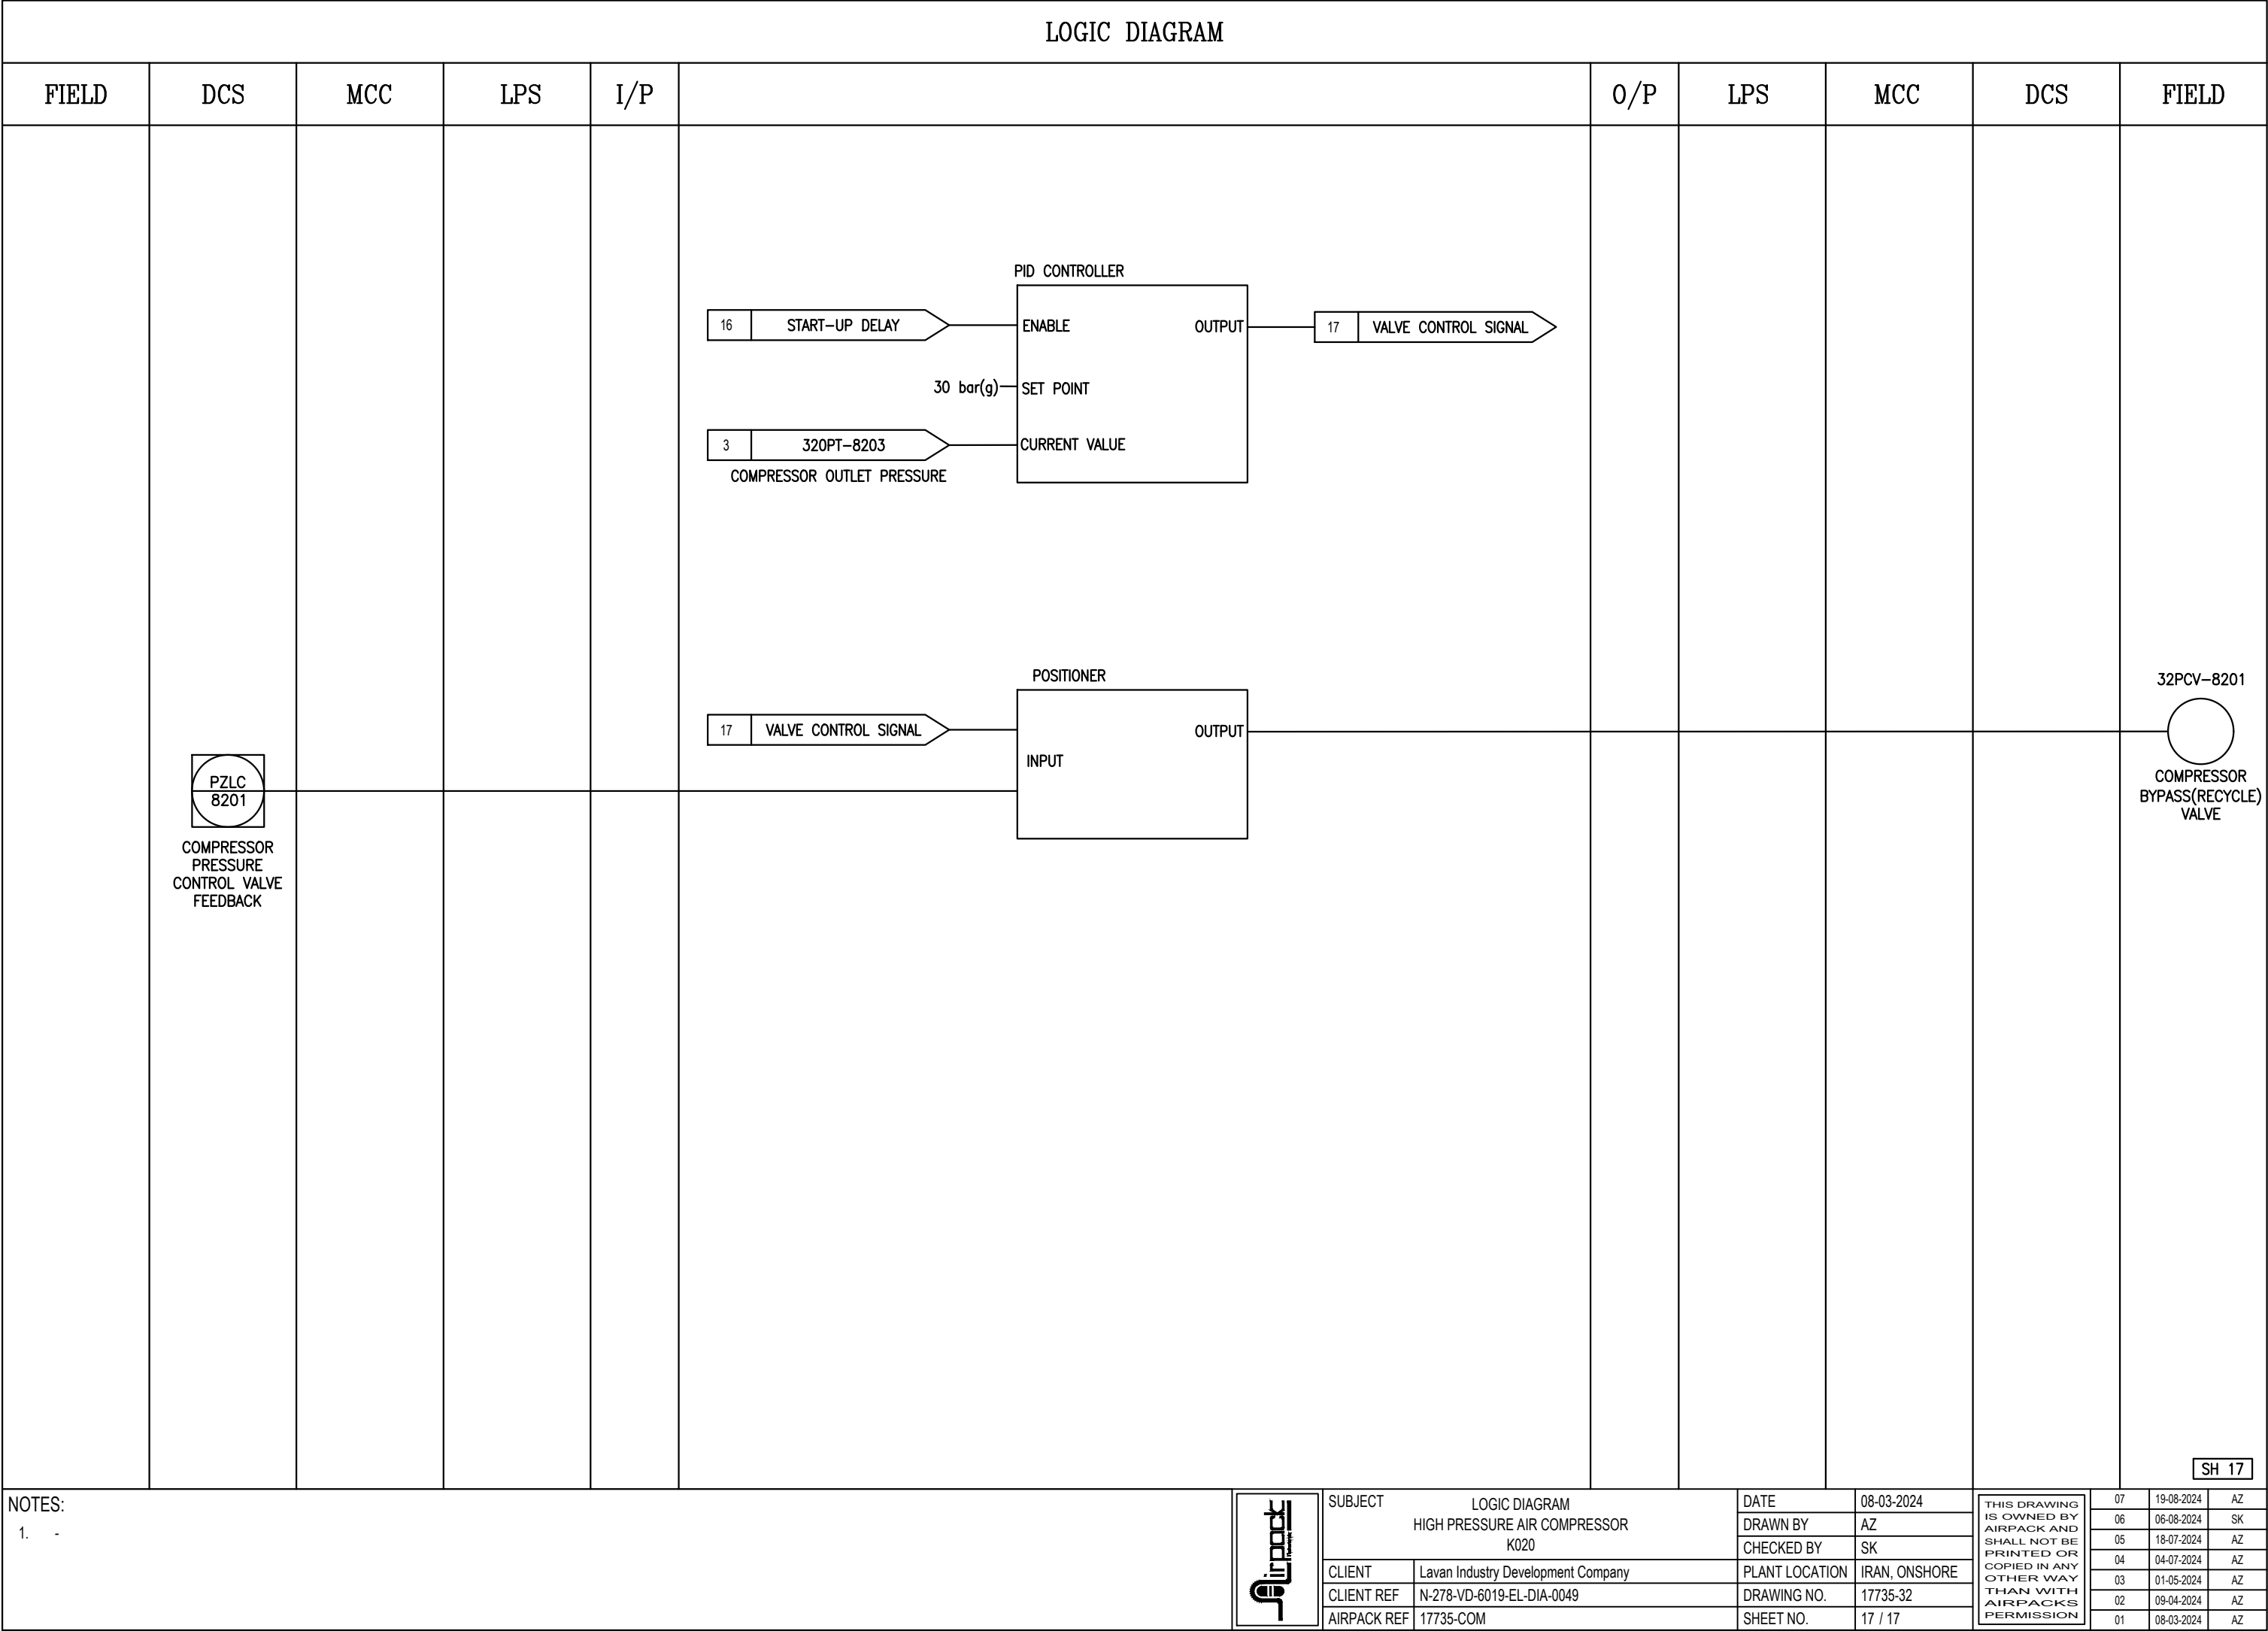 LOGIC DIAGRAM
FIELD
DCS
MCC
LPS
I/P
O/P
LPS
MCC
DCS
FIELD
PID CONTROLLER
16 START-UP DELAY
ENABLE
OUTPUT
17 VALVE CONTROL SIGNAL
30 bar(g)
SET POINT
3 320PT-8203
CURRENT VALUE
COMPRESSOR OUTLET PRESSURE
POSITIONER
17 VALVE CONTROL SIGNAL
OUTPUT
INPUT
32PCV-8201
COMPRESSOR
BYPASS(RECYCLE)
VALVE
PZLC
8201
COMPRESSOR
PRESSURE
CONTROL VALVE
FEEDBACK
SH 17
NOTES:
1. -
Airpack
SUBJECT
LOGIC DIAGRAM
HIGH PRESSURE AIR COMPRESSOR
K020
CLIENT Lavan Industry Development Company
CLIENT REF N-278-VD-6019-EL-DIA-0049
AIRPACK REF 17735-COM
DATE 08-03-2024
DRAWN BY AZ
CHECKED BY SK
PLANT LOCATION IRAN, ONSHORE
DRAWING NO. 17735-32
SHEET NO. 17 / 17
THIS DRAWING
IS OWNED BY
AIRPACK AND
SHALL NOT BE
PRINTED OR
COPIED IN ANY
OTHER WAY
THAN WITH
AIRPACKS
PERMISSION
07 19-08-2024 AZ
06 06-08-2024 SK
05 18-07-2024 AZ
04 04-07-2024 AZ
03 01-05-2024 AZ
02 09-04-2024 AZ
01 08-03-2024 AZ